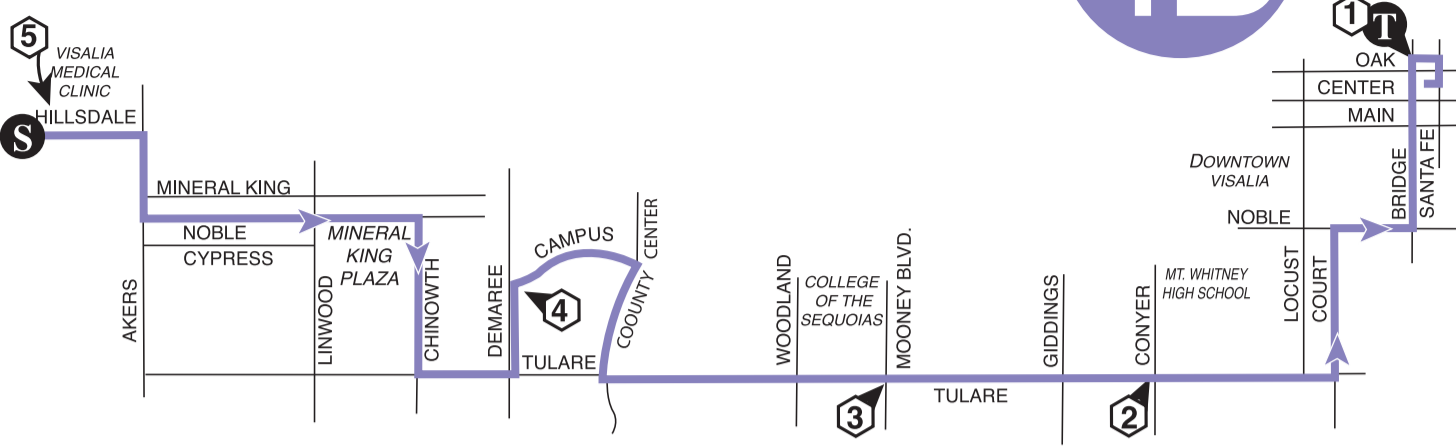 5
VISALIA
MEDICAL
CLINIC
HILLSDALE
S
MINERAL KING
NOBLE
CYPRESS
MINERAL
KING
PLAZA
AKERS
LINWOOD
CHINOWTH
DEMAREE
CAMPUS
COOUNTY CENTER
4
TULARE
WOODLAND
COLLEGE
OF THE
SEQUOIAS
MOONEY BLVD.
3
TULARE
GIDDINGS
CONYER
2
MT. WHITNEY
HIGH SCHOOL
LOCUST
COURT
NOBLE
DOWNTOWN
VISALIA
BRIDGE
SANTA FE
MAIN
CENTER
OAK
1
T